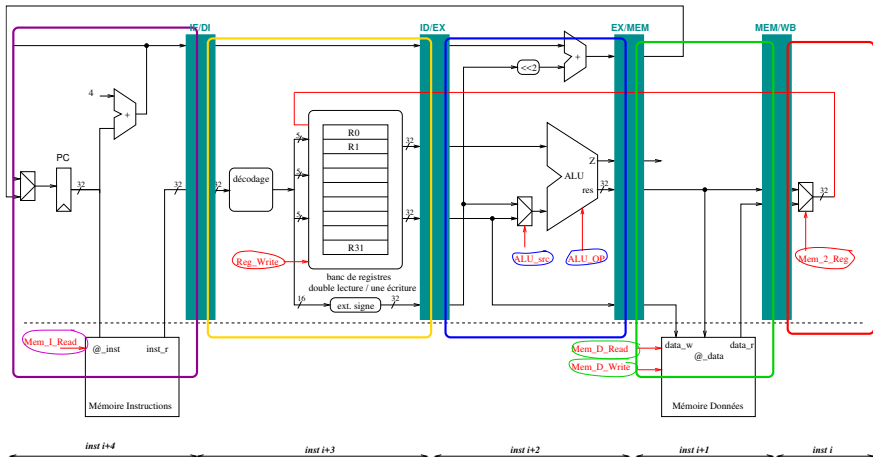 IF/DI
ID/EX
EX/MEM
MEM/WB
<<2
+
4
+
PC
32
32
32
décodage
5
5
5
R0
R1
R31
32
32
Z
ALU
res
32
32
Reg_Write
banc de registres
double lecture / une écriture
16
ext. signe
32
ALU_src
ALU_OP
Mem_2_Reg
Mem_I_Read
@_inst
inst_r
Mémoire Instructions
Mem_D_Read
Mem_D_Write
data_w
data_r
@_data
Mémoire Données
inst i+4
inst i+3
inst i+2
inst i+1
inst i